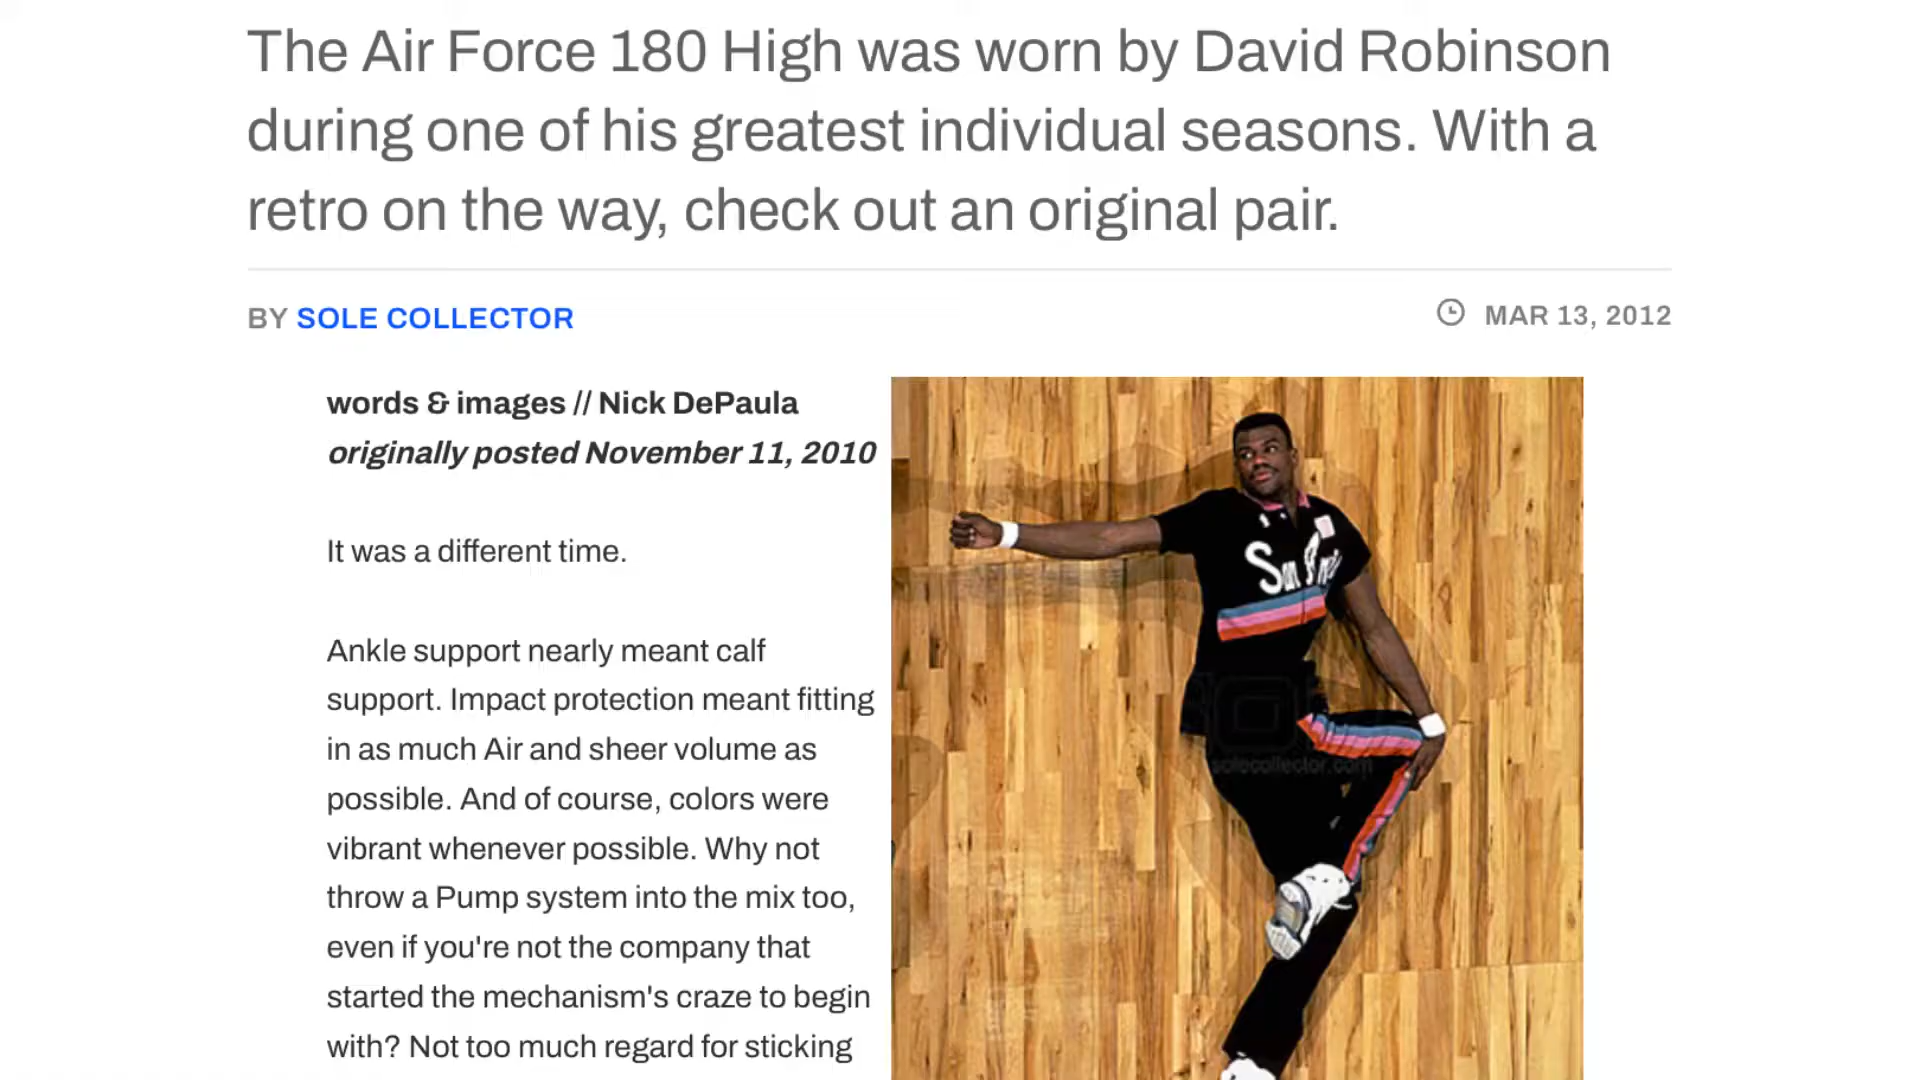 The Air Force 180 High was worn by David Robinson
during one of his greatest individual seasons. With a
retro on the way, check out an original pair.
BY SOLE COLLECTOR
MAR 13, 2012
words & images // Nick DePaula
originally posted November 11, 2010
It was a different time.
Ankle support nearly meant calf
support. Impact protection meant fitting
in as much Air and sheer volume as
possible. And of course, colors were
vibrant whenever possible. Why not
throw a Pump system into the mix too,
even if you're not the company that
started the mechanism's craze to begin
with? Not too much regard for sticking
San
solecollector.com